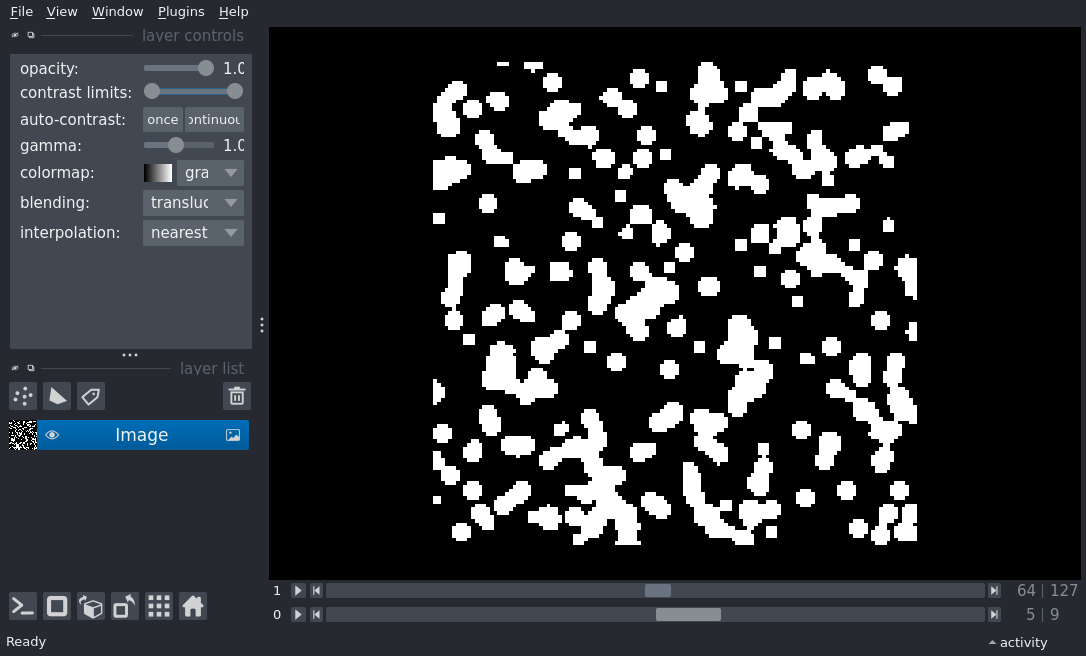 File View Window Plugins Help
layer controls
opacity: 1.0
contrast limits:
auto-contrast: once ontinuou
gamma: 1.0
colormap: gra
blending: transluc
interpolation: nearest
layer list
Image
1 64 | 127
0 5 | 9
Ready activity